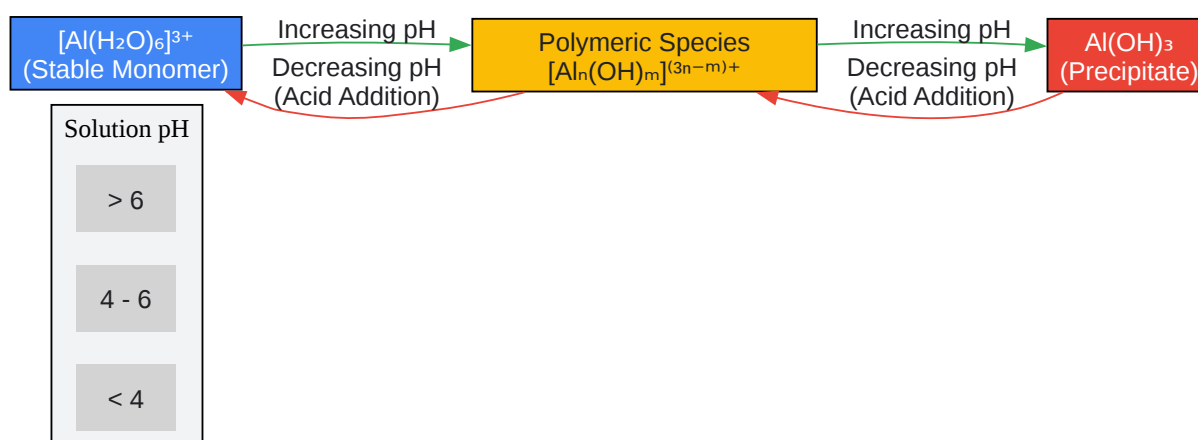 [Al(H₂O)₆]³⁺
(Stable Monomer)
Increasing pH
Decreasing pH
(Acid Addition)
Polymeric Species
[Alₙ(OH)ₘ]⁽³ⁿ⁻ᵐ⁾⁺
Increasing pH
Decreasing pH
(Acid Addition)
Al(OH)₃
(Precipitate)
Solution pH
> 6
4 - 6
< 4